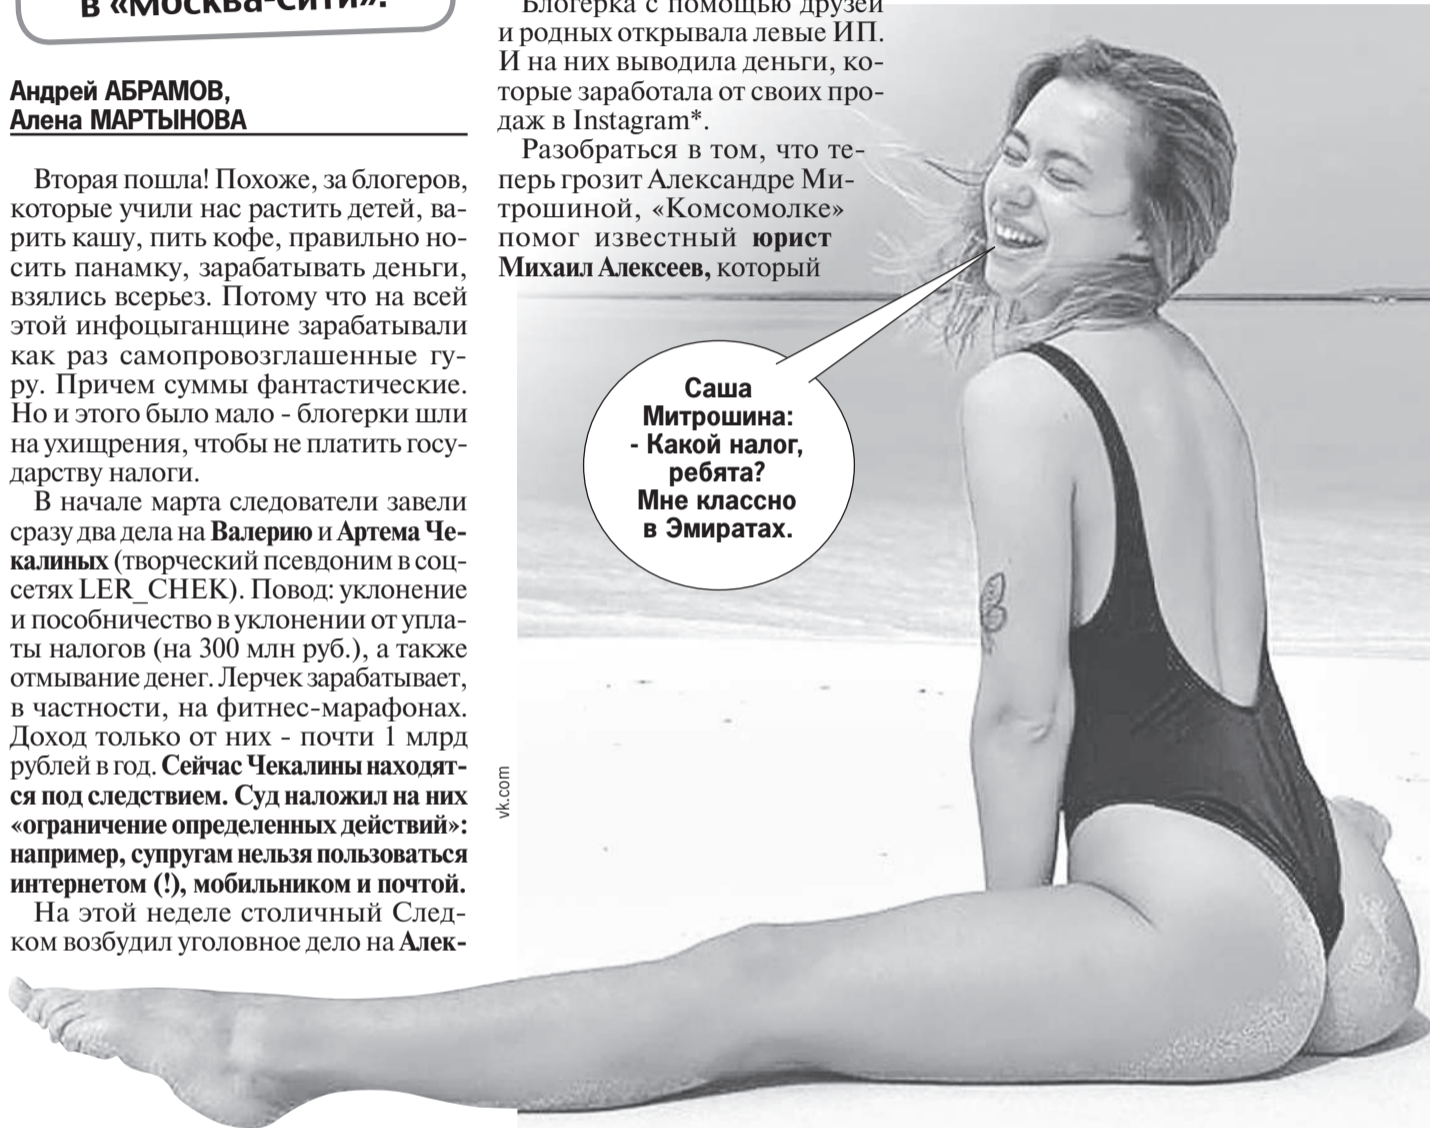 в «Москва-Сити».
Андрей АБРАМОВ,
Алена МАРТЫНОВА
Вторая пошла! Похоже, за блогеров,
которые учили нас растить детей, ва-
рить кашу, пить кофе, правильно но-
сить панамку, зарабатывать деньги,
взялись всерьез. Потому что на всей
этой инфоцыганщине зарабатывали
как раз самопровозглашенные гу-
ру. Причем суммы фантастические.
Но и этого было мало - блогерки шли
на ухищрения, чтобы не платить госу-
дарству налоги.
В начале марта следователи завели
сразу два дела на Валерию и Артема Че-
калиных (творческий псевдоним в соц-
сетях LER_CHEK). Повод: уклонение
и пособничество в уклонении от упла-
ты налогов (на 300 млн руб.), а также
отмывание денег. Лерчек зарабатывает,
в частности, на фитнес-марафонах.
Доход только от них - почти 1 млрд
рублей в год. Сейчас Чекалины находят-
ся под следствием. Суд наложил на них
«ограничение определенных действий»:
например, супругам нельзя пользоваться
интернетом (!), мобильником и почтой.
На этой неделе столичный След-
ком возбудил уголовное дело на Алек-
Блогерка с помощью друзей
и родных открывала левые ИП.
И на них выводила деньги, ко-
торые заработала от своих про-
даж в Instagram*.
Разобраться в том, что те-
перь грозит Александре Ми-
трошиной, «Комсомолке»
помог известный юрист
Михаил Алексеев, который
Саша
Митрошина:
- Какой налог,
ребята?
Мне классно
в Эмиратах.
vk.com